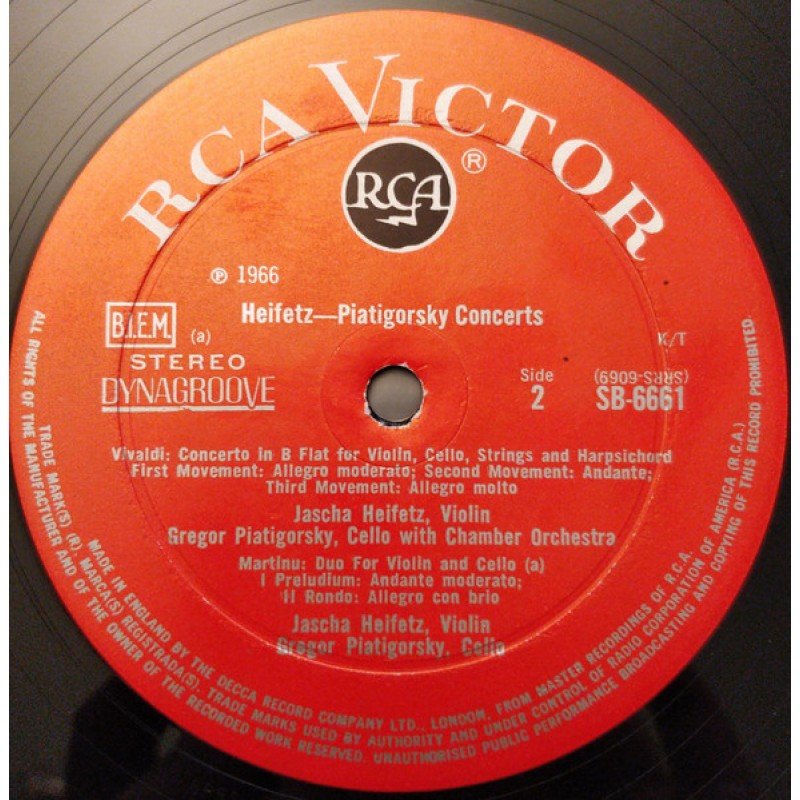 RCA VICTOR
RCA
®
℗ 1966
Heifetz—Piatigorsky Concerts
B.I.E.M.
(a)
K/T
STEREO
DYNAGROOVE
Side
2
(SRRS-6069)
SB-6661
Vivaldi: Concerto in B Flat for Violin, Cello, Strings and Harpsichord
First Movement: Allegro moderato; Second Movement: Andante;
Third Movement: Allegro molto
Jascha Heifetz, Violin
Gregor Piatigorsky, Cello with Chamber Orchestra
Martinu: Duo For Violin and Cello (a)
I Preludium: Andante moderato;
II Rondo: Allegro con brio
Jascha Heifetz, Violin
Gregor Piatigorsky, Cello
MADE IN ENGLAND BY THE DECCA RECORD COMPANY LTD., LONDON, FROM MASTER RECORDINGS OF R.C.A.
TRADE MARK(S) (R), MARCA(S) REGISTRADA(S). TRADE MARKS USED BY AUTHORITY AND UNDER CONTROL OF RADIO CORPORATION OF AMERICA (R.C.A.)
ALL RIGHTS OF THE MANUFACTURER AND OF THE OWNER OF THE RECORDED WORK RESERVED. UNAUTHORISED PUBLIC PERFORMANCE BROADCASTING AND COPYING OF THIS RECORD PROHIBITED.